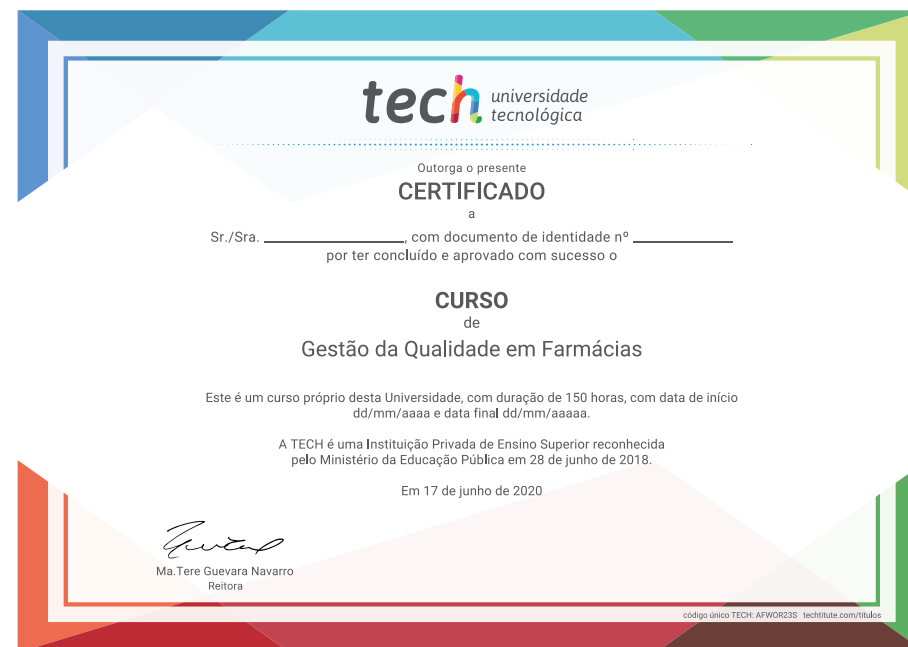 tech universidade
tecnológica
Outorga o presente
CERTIFICADO
a
Sr./Sra. ____________, com documento de identidade nº ____________
por ter concluído e aprovado com sucesso o
CURSO
de
Gestão da Qualidade em Farmácias
Este é um curso próprio desta Universidade, com duração de 150 horas, com data de início
dd/mm/aaaa e data final dd/mm/aaaaa.
A TECH é uma Instituição Privada de Ensino Superior reconhecida
pelo Ministério da Educação Pública em 28 de junho de 2018.
Em 17 de junho de 2020
Ma.Tere Guevara Navarro
Reitora
código único TECH: AFWOR23S techtitute.com/titulos